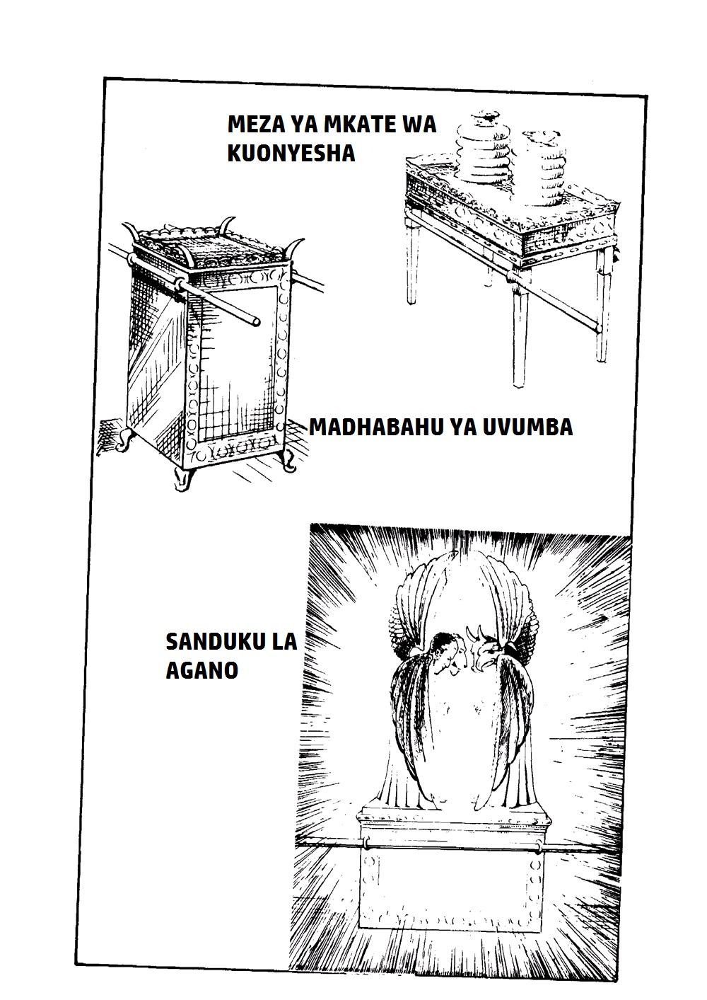 MEZA YA MKATE WA
KUONYESHA
MADHABAHU YA UVUMBA
SANDUKU LA
AGANO